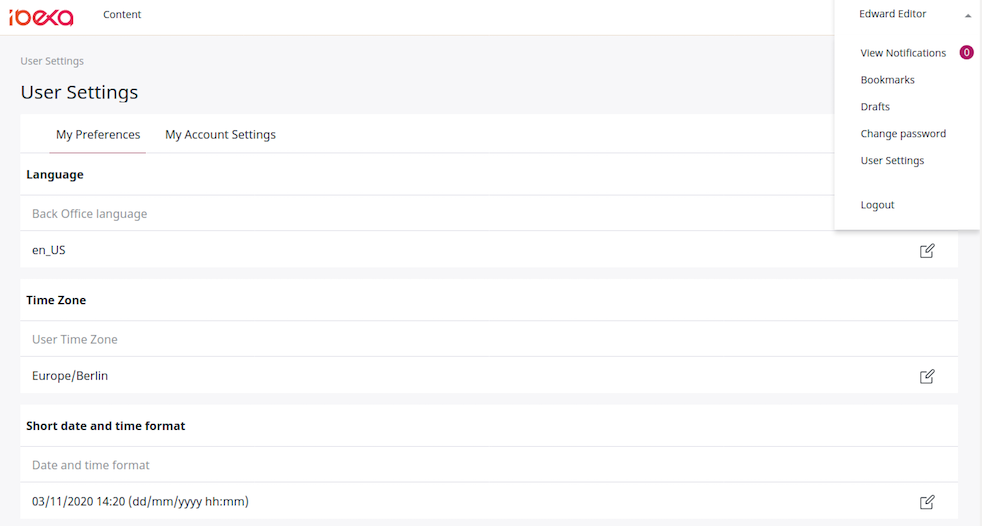 ibexa
Content
Edward Editor
View Notifications 0
Bookmarks
Drafts
Change password
User Settings
Logout
User Settings
User Settings
My Preferences My Account Settings
Language
Back Office language
en_US
Time Zone
User Time Zone
Europe/Berlin
Short date and time format
Date and time format
03/11/2020 14:20 (dd/mm/yyyy hh:mm)